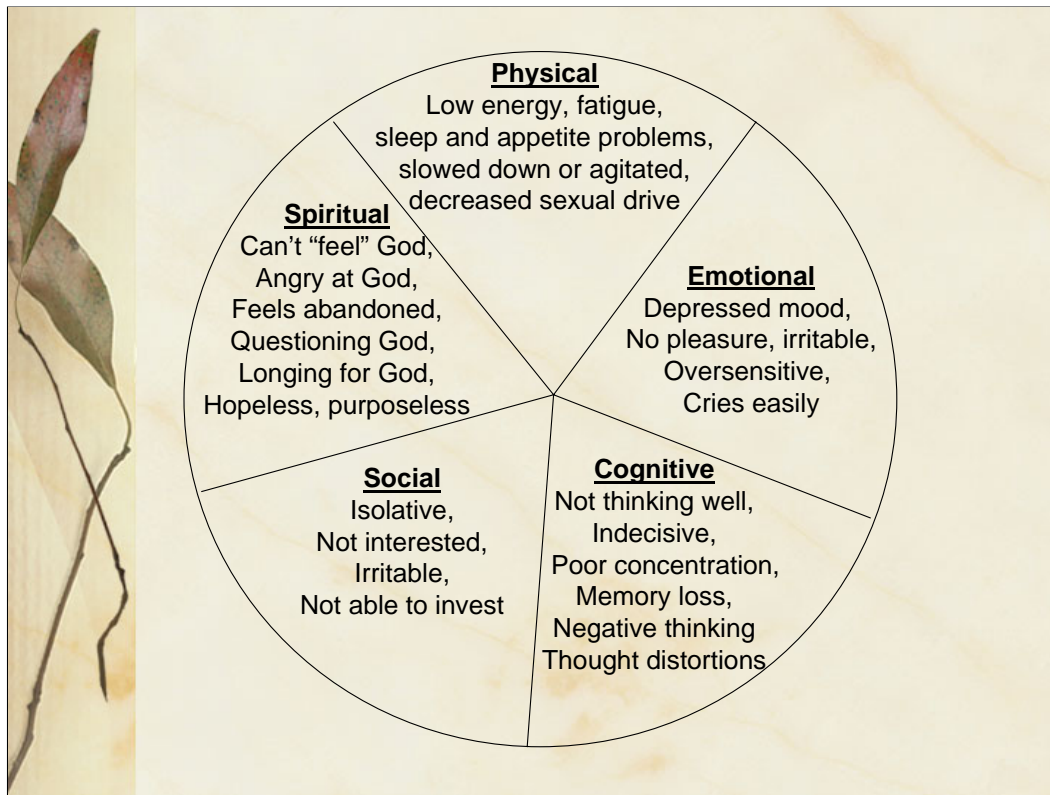 Physical
Low energy, fatigue,
sleep and appetite problems,
slowed down or agitated,
decreased sexual drive
Emotional
Depressed mood,
No pleasure, irritable,
Oversensitive,
Cries easily
Cognitive
Not thinking well,
Indecisive,
Poor concentration,
Memory loss,
Negative thinking
Thought distortions
Social
Isolative,
Not interested,
Irritable,
Not able to invest
Spiritual
Can’t “feel” God,
Angry at God,
Feels abandoned,
Questioning God,
Longing for God,
Hopeless, purposeless